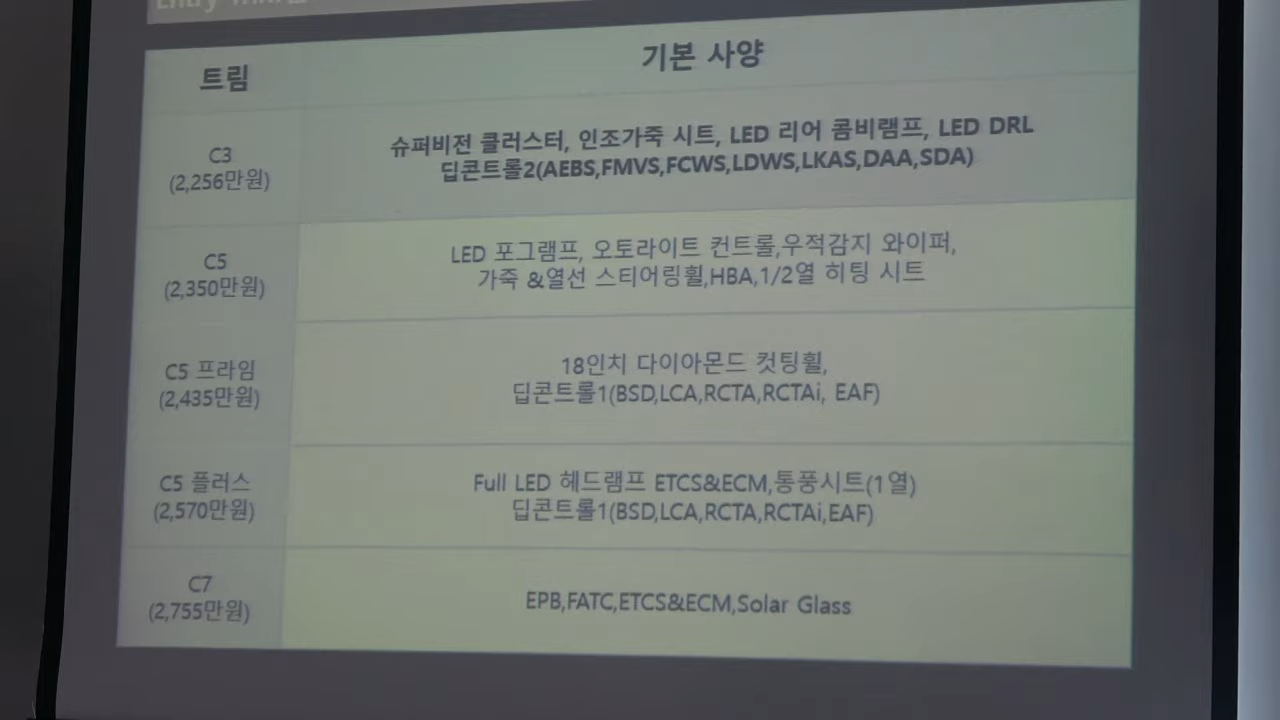 Entry
트림
기본 사양
C3
(2,256만원)
슈퍼비전 클러스터, 인조가죽 시트, LED 리어 콤비램프, LED DRL
딥콘트롤2(AEBS,FMVS,FCWS,LDWS,LKAS,DAA,SDA)
C5
(2,350만원)
LED 포그램프, 오토라이트 컨트롤,우적감지 와이퍼,
가죽 &열선 스티어링휠,HBA,1/2열 히팅 시트
C5 프라임
(2,435만원)
18인치 다이아몬드 컷팅휠,
딥콘트롤1(BSD,LCA,RCTA,RCTAi, EAF)
C5 플러스
(2,570만원)
Full LED 헤드램프 ETCS&ECM,통풍시트(1열)
딥콘트롤1(BSD,LCA,RCTA,RCTAi,EAF)
C7
(2,755만원)
EPB,FATC,ETCS&ECM,Solar Glass